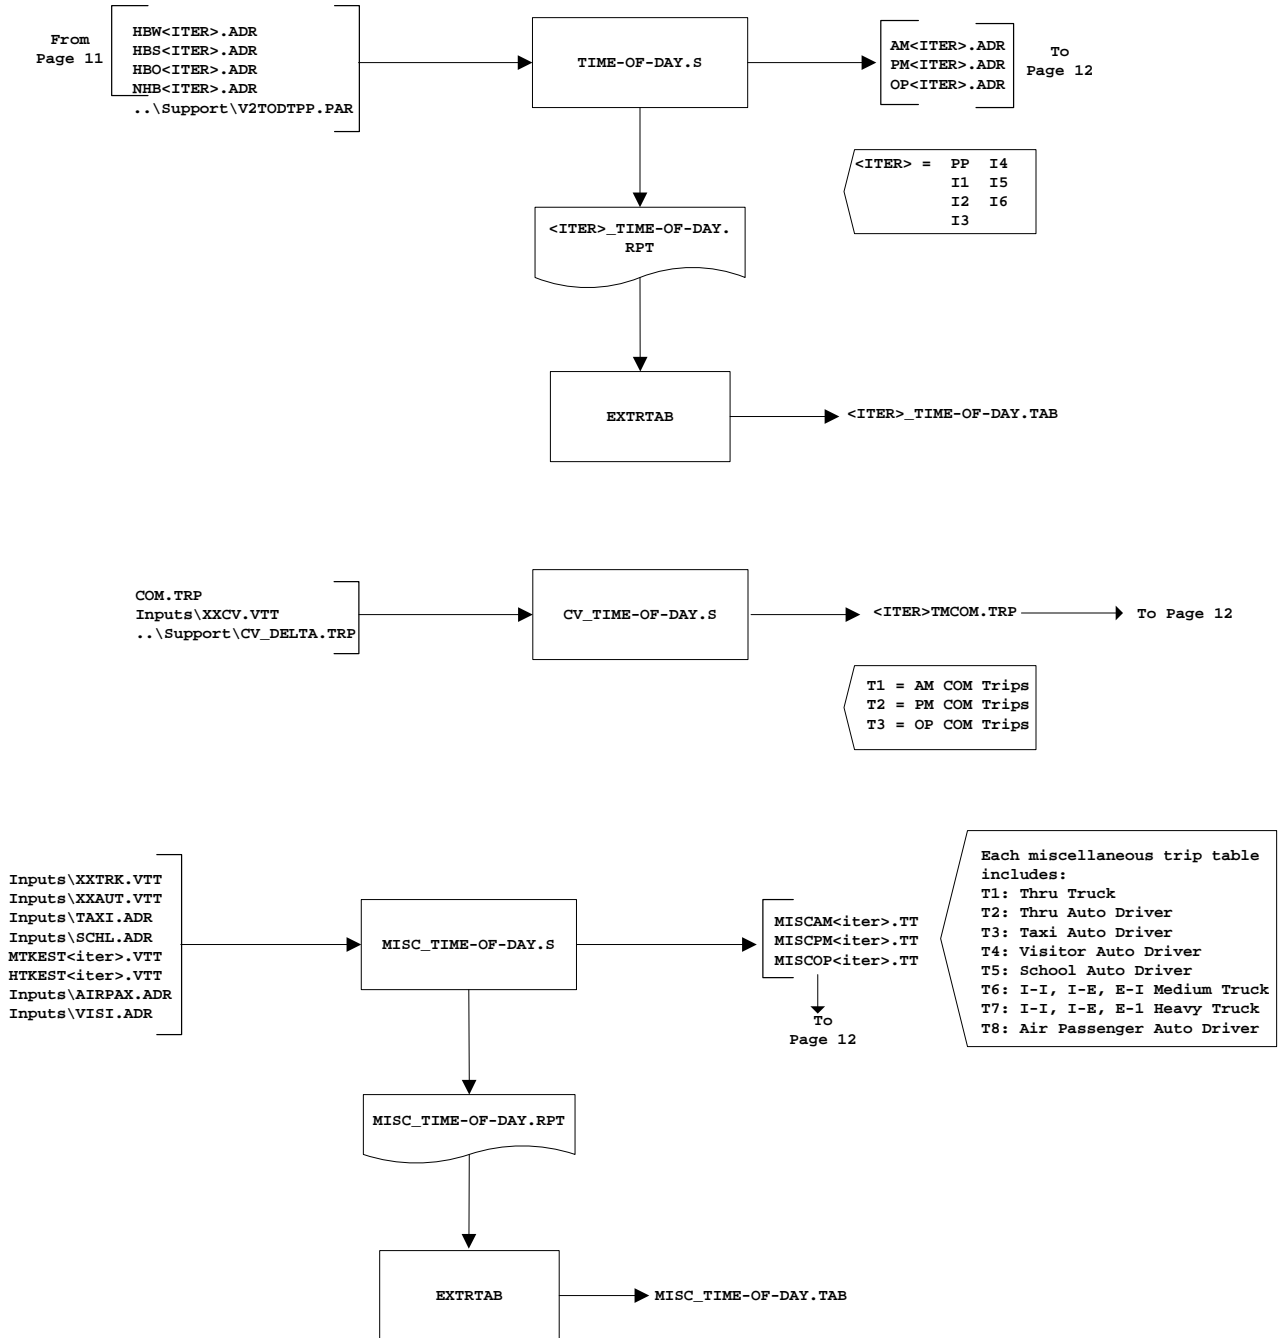 From
Page 11
HBW<ITER>.ADR
HBS<ITER>.ADR
HBO<ITER>.ADR
NHB<ITER>.ADR
..\Support\V2TODTPP.PAR
TIME-OF-DAY.S
AM<ITER>.ADR
PM<ITER>.ADR
OP<ITER>.ADR
To
Page 12
<ITER> = PP I4
I1 I5
I2 I6
I3
<ITER>_TIME-OF-DAY.
RPT
EXTRTAB
<ITER>_TIME-OF-DAY.TAB
COM.TRP
Inputs\XXCV.VTT
..\Support\CV_DELTA.TRP
CV_TIME-OF-DAY.S
<ITER>TMCOM.TRP
To Page 12
T1 = AM COM Trips
T2 = PM COM Trips
T3 = OP COM Trips
Inputs\XXTRK.VTT
Inputs\XXAUT.VTT
Inputs\TAXI.ADR
Inputs\SCHL.ADR
MTKEST<iter>.VTT
HTKEST<iter>.VTT
Inputs\AIRPAX.ADR
Inputs\VISI.ADR
MISC_TIME-OF-DAY.S
MISCAM<iter>.TT
MISCPM<iter>.TT
MISCOP<iter>.TT
To
Page 12
Each miscellaneous trip table
includes:
T1: Thru Truck
T2: Thru Auto Driver
T3: Taxi Auto Driver
T4: Visitor Auto Driver
T5: School Auto Driver
T6: I-I, I-E, E-I Medium Truck
T7: I-I, I-E, E-1 Heavy Truck
T8: Air Passenger Auto Driver
MISC_TIME-OF-DAY.RPT
EXTRTAB
MISC_TIME-OF-DAY.TAB